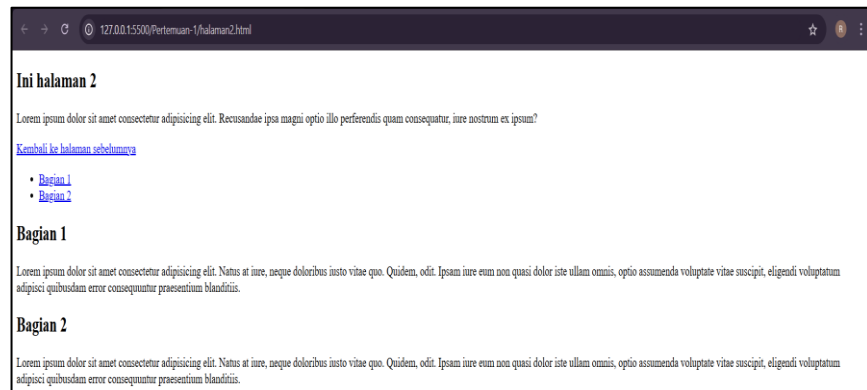 127.0.0.1:5500/Pertemuan-1/halaman2.html
R
Ini halaman 2
Lorem ipsum dolor sit amet consectetur adipisicing elit. Recusandae ipsa magni optio illo perferendis quam consequatur, iure nostrum ex ipsum?
Kembali ke halaman sebelumnya
• Bagian 1
• Bagian 2
Bagian 1
Lorem ipsum dolor sit amet consectetur adipisicing elit. Natus at iure, neque doloribus iusto vitae quo. Quidem, odit. Ipsam iure eum non quasi dolor iste ullam omnis, optio assumenda voluptate vitae suscipit, eligendi voluptatum
adipisci quibusdam error consequuntur praesentium blanditiis.
Bagian 2
Lorem ipsum dolor sit amet consectetur adipisicing elit. Natus at iure, neque doloribus iusto vitae quo. Quidem, odit. Ipsam iure eum non quasi dolor iste ullam omnis, optio assumenda voluptate vitae suscipit, eligendi voluptatum
adipisci quibusdam error consequuntur praesentium blanditiis.